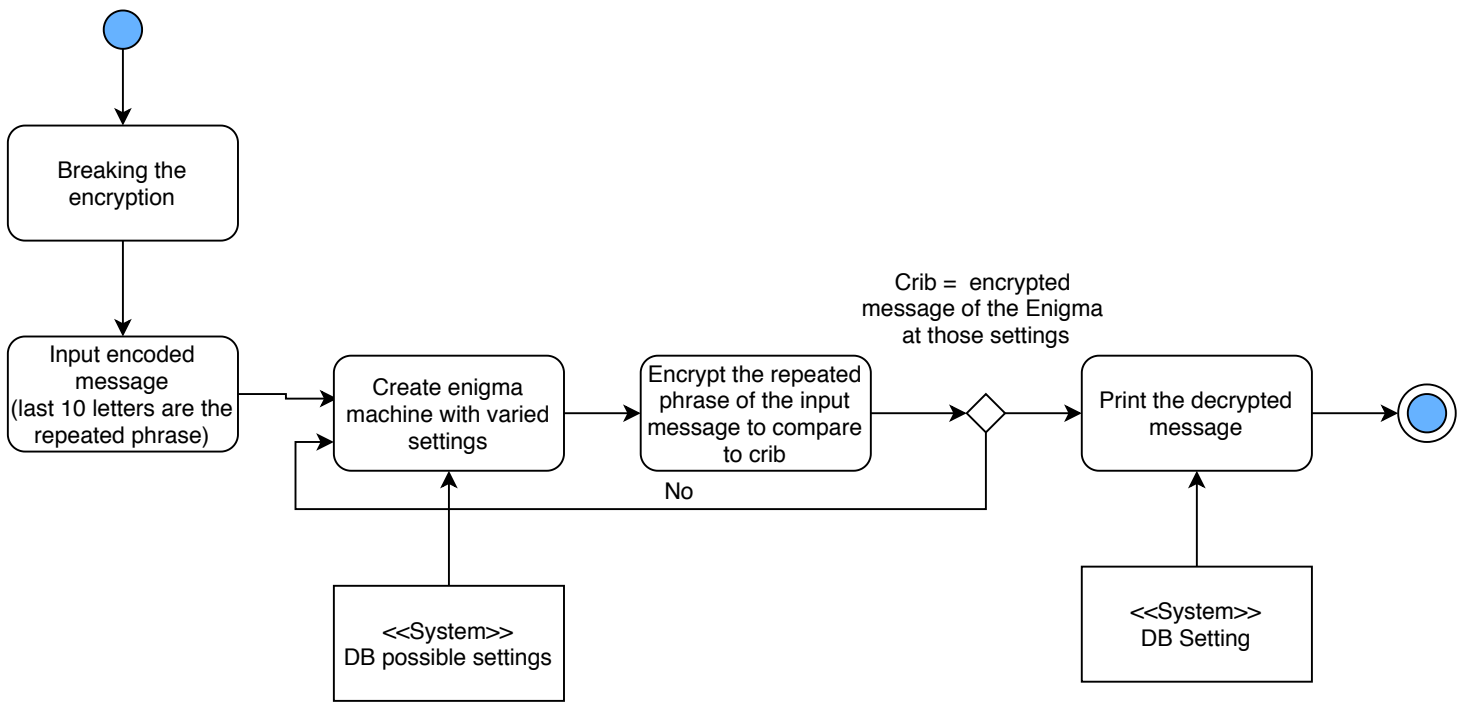 Breaking the
encryption
Input encoded
message
(last 10 letters are the
repeated phrase)
Create enigma
machine with varied
settings
Encrypt the repeated
phrase of the input
message to compare
to crib
Crib =  encrypted
message of the Enigma
at those settings
Print the decrypted
message
No
<<System>>
DB possible settings
<<System>>
DB Setting